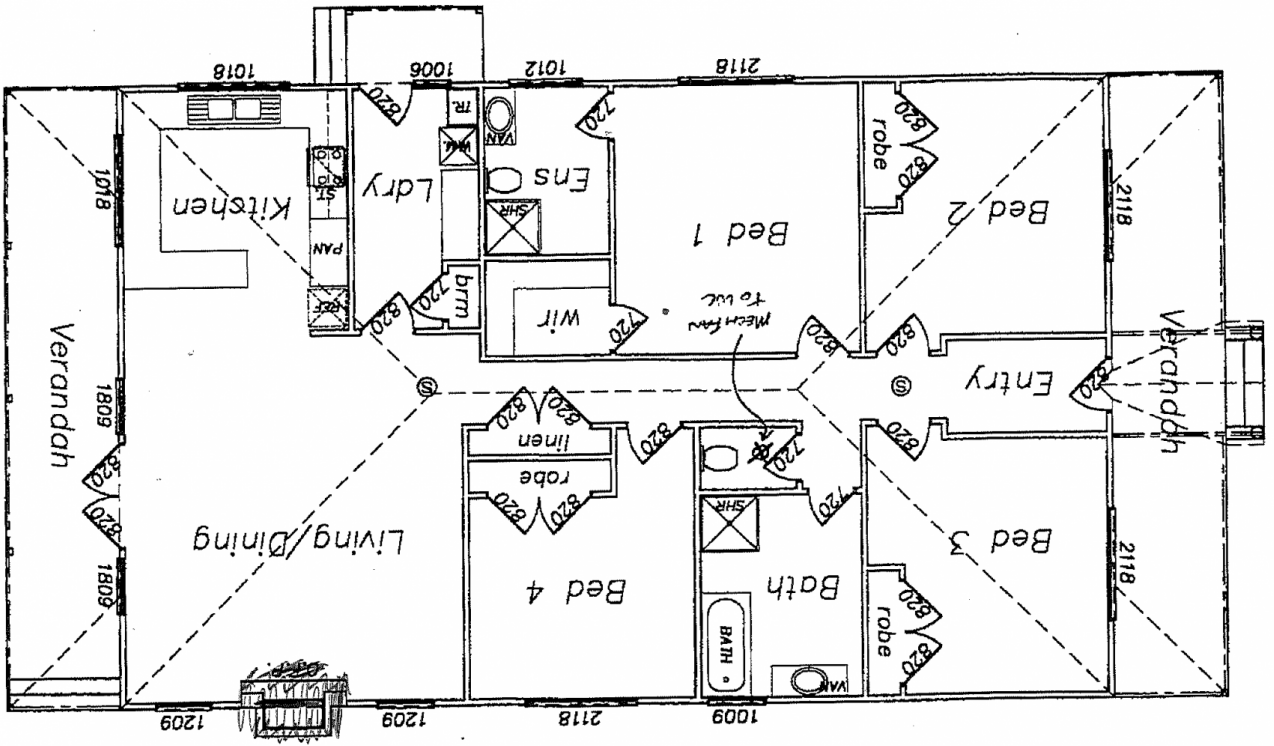 1009
2118
1209
1209
VAN
820
robe
820
BATH
Bath
Bed 4
1809
2118
Bed 3
Living/Dining
SHR
820
820
820
820
720
robe
720
linen
820
820
820
820
820
Verandah
Entry
820
S
S
Verandah
1809
820
820
MECH FAN
TO WC
820
720
wir
720
brm
REF
PAN
Bed 2
Bed 1
Ens
Ldry
Kitchen
SHR
ST.
2118
1018
820
robe
820
720
VAN
W.M.
TR.
820
2118
1012
1006
1018